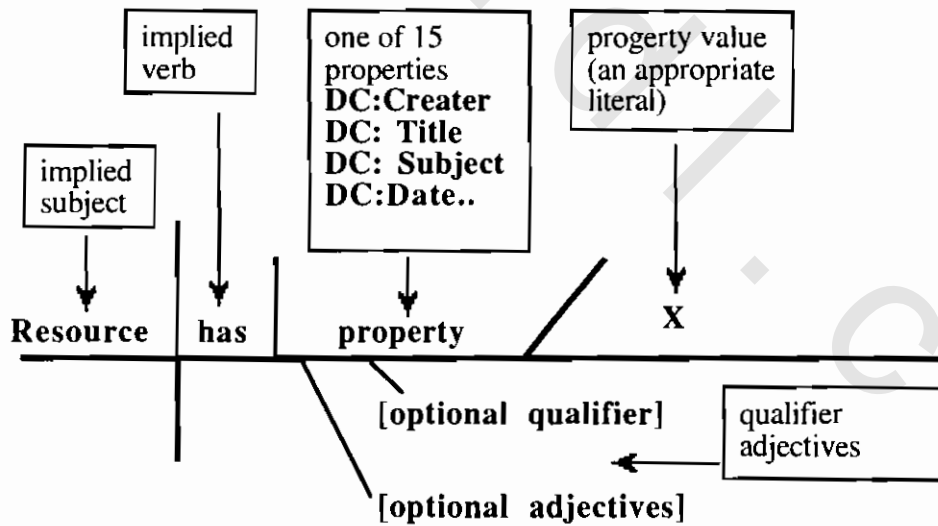 implied
verb
one of 15
properties
DC:Creater
DC: Title
DC: Subject
DC:Date..
progerty value
(an appropriate
literal)
implied
subject
Resource has property X
[optional qualifier]
qualifier
adjectives
[optional adjectives]